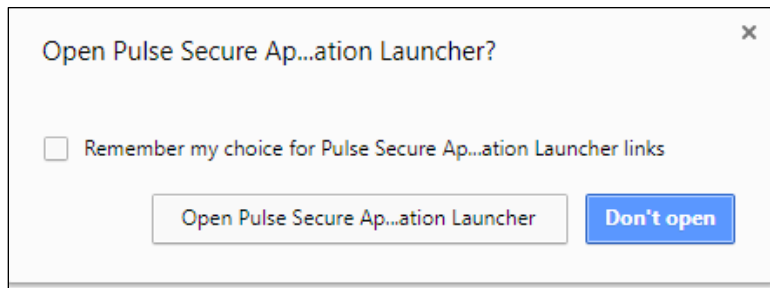 Open Pulse Secure Ap...ation Launcher?
Remember my choice for Pulse Secure Ap...ation Launcher links
Open Pulse Secure Ap...ation Launcher
Don't open